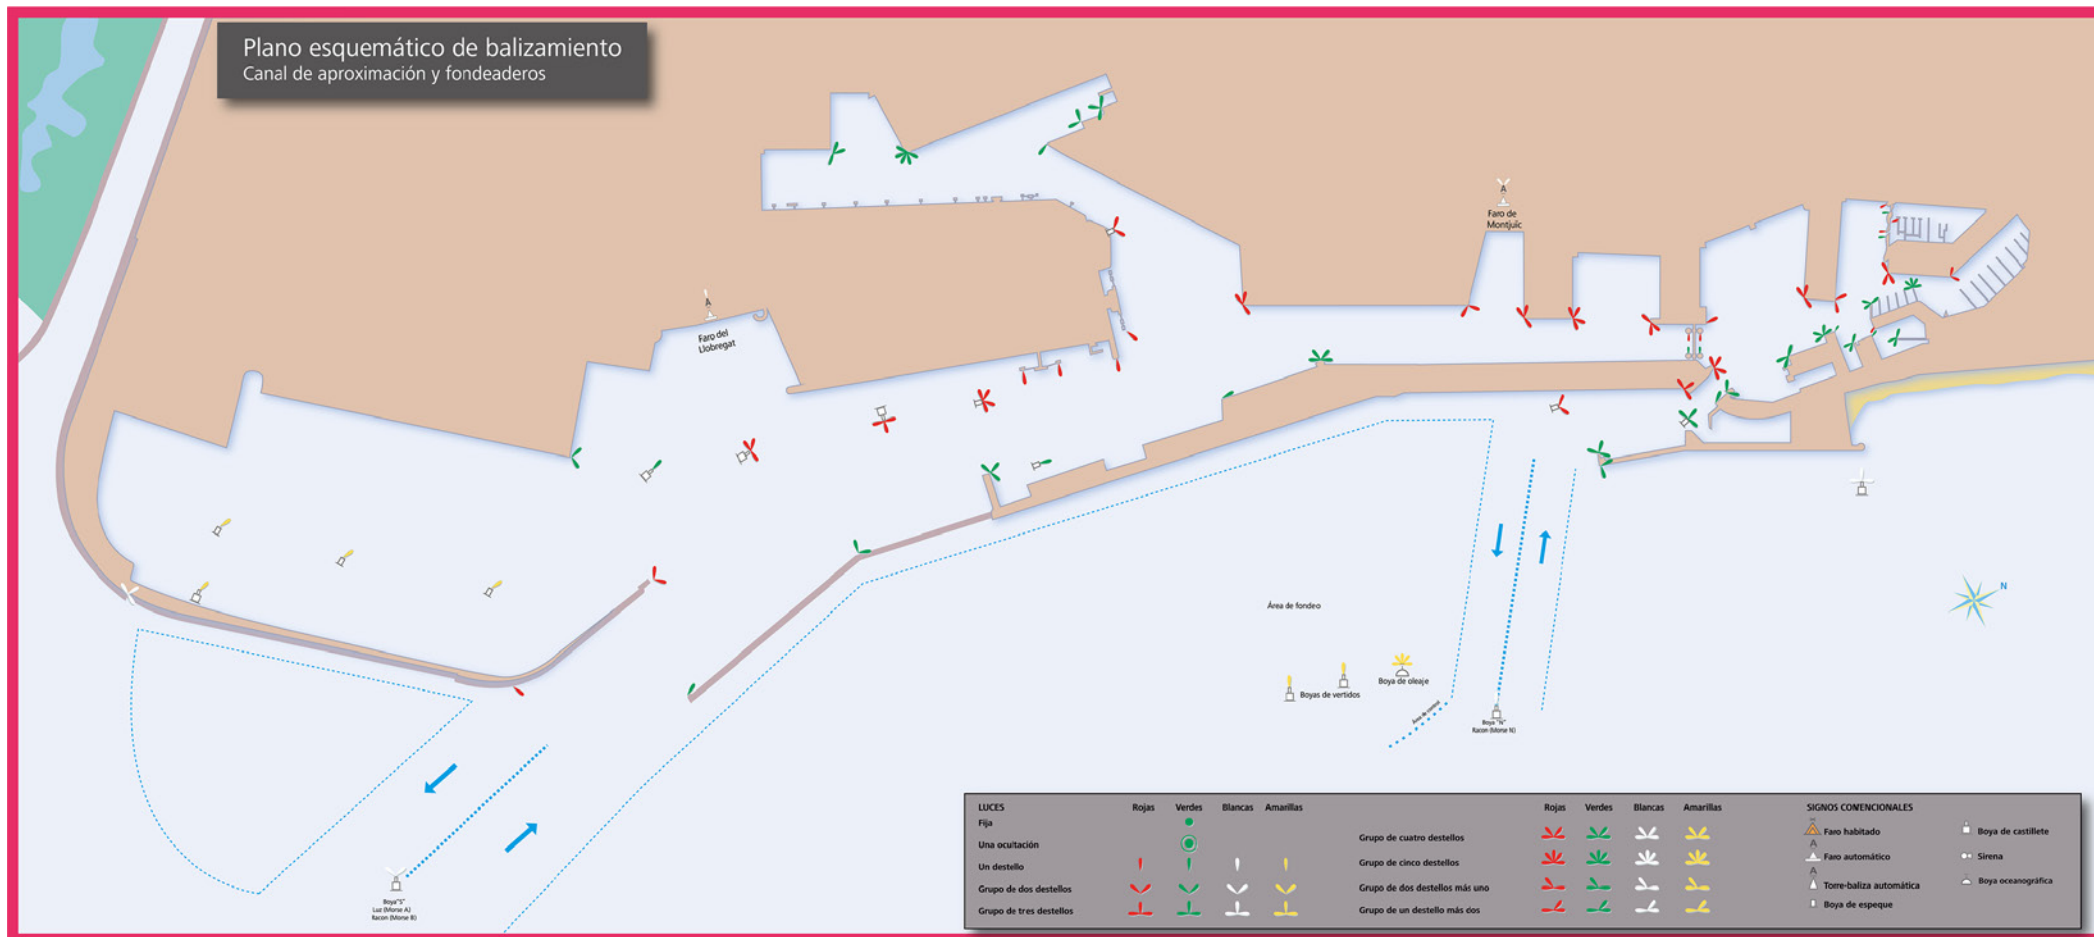 Plano esquemático de balizamiento
Canal de aproximación y fondeaderos
A
Faro de
Montjuïc
A
Faro del
Llobregat
N
Área de fondeo
Boyas de vertidos
Boya de oleaje
Área de control
Boya "N"
Racon (Morse N)
Boya"S"
Luz (Morse A)
Racon (Morse B)
LUCES Rojas Verdes Blancas Amarillas
Fija
Una ocultación
Un destello
Grupo de dos destellos
Grupo de tres destellos
Rojas Verdes Blancas Amarillas
Grupo de cuatro destellos
Grupo de cinco destellos
Grupo de dos destellos más uno
Grupo de un destello más dos
SIGNOS CONVENCIONALES
Faro habitado
A
Faro automático
A
Torre-baliza automática
Boya de espeque
Boya de castillete
Sirena
Boya oceanográfica